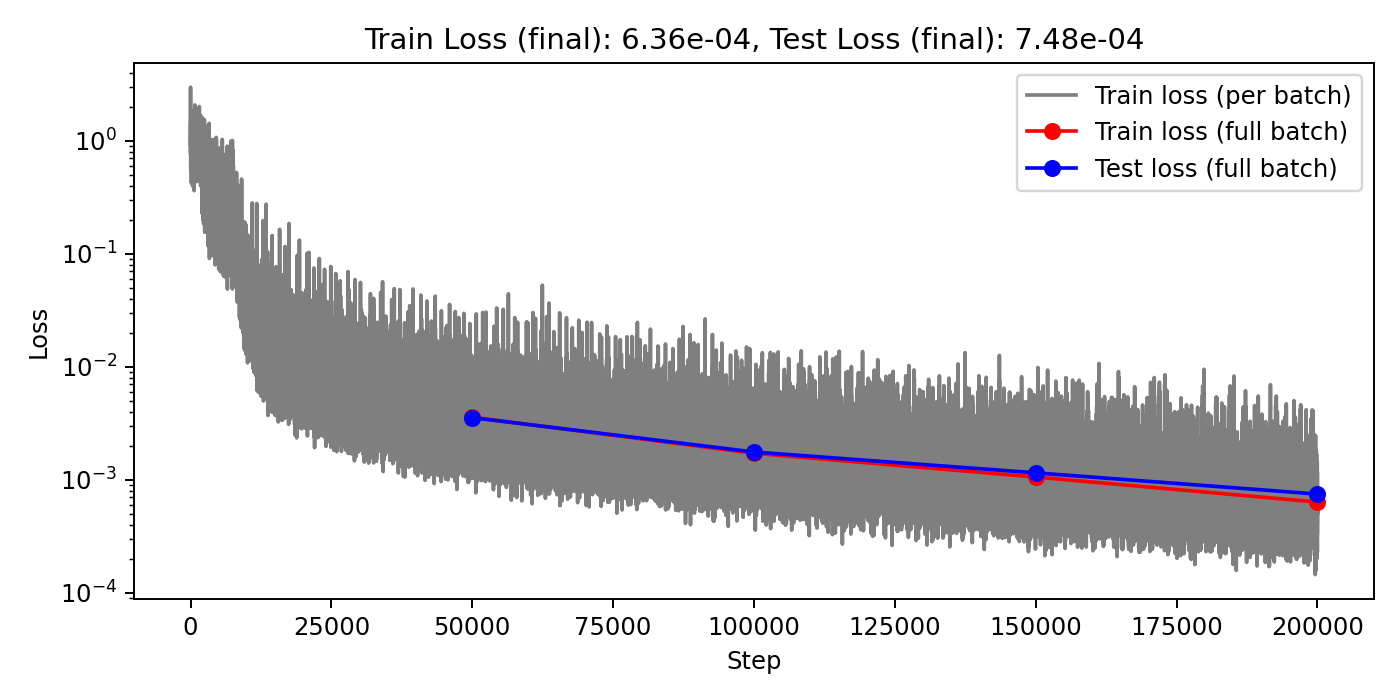 Train Loss (final): 6.36e-04, Test Loss (final): 7.48e-04
Train loss (per batch)
Train loss (full batch)
Test loss (full batch)
10⁰
10⁻¹
10⁻²
10⁻³
10⁻⁴
Loss
0 25000 50000 75000 100000 125000 150000 175000 200000
Step